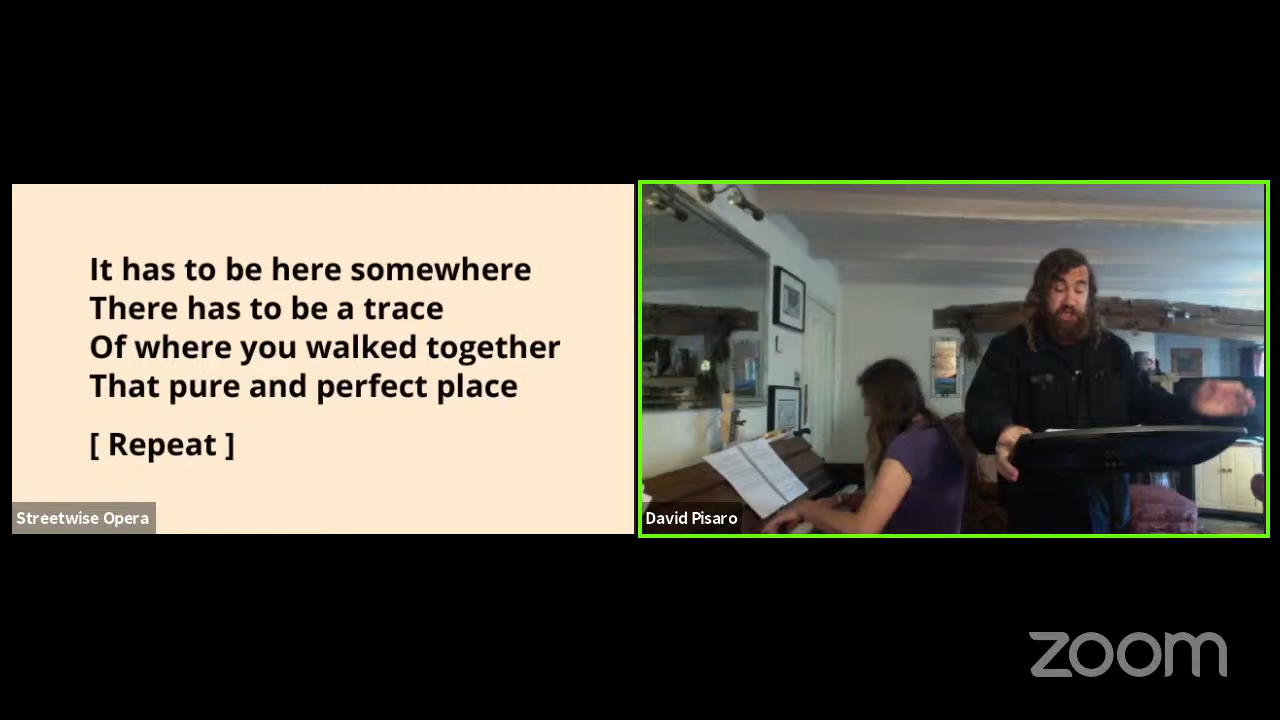 It has to be here somewhere
There has to be a trace
Of where you walked together
That pure and perfect place
[ Repeat ]
Streetwise Opera
David Pisaro
zoom